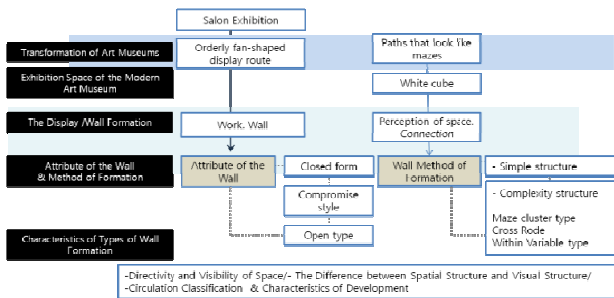 Salon Exhibition
Transformation of Art Museums
Orderly fan-shaped
display route
Paths that look like
mazes
Exhibition Space of the Modern
Art Museum
White cube
The Display /Wall Formation
Work, Wall
Perception of space,
Connection
Attribute of the Wall
& Method of Formation
Attribute of the
Wall
Closed form
Wall Method of
Formation
- Simple structure
Compromise
style
- Complexity structure
Maze cluster type
Cross Rode
Within Variable type
Characteristics of Types of Wall
Formation
Open type
-Directivity and Visibility of Space/- The Difference between Spatial Structure and Visual Structure/
-Circulation Classification & Characteristics of Development